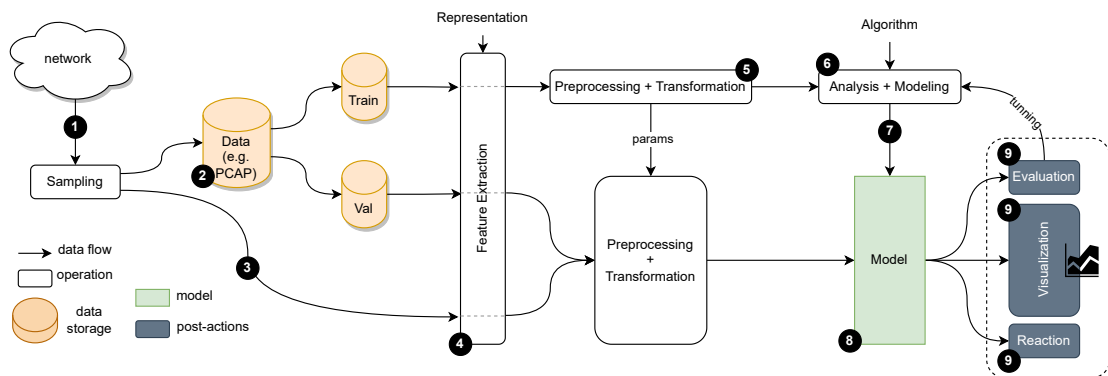 Representation
Algorithm
network
1
Sampling
2
Data
(e.g.
PCAP)
Train
Val
3
Feature Extraction
4
Preprocessing + Transformation
5
params
Preprocessing
+
Transformation
6
Analysis + Modeling
7
Model
8
tunning
9
Evaluation
9
Visualization
Reaction
9
data flow
operation
data
storage
model
post-actions